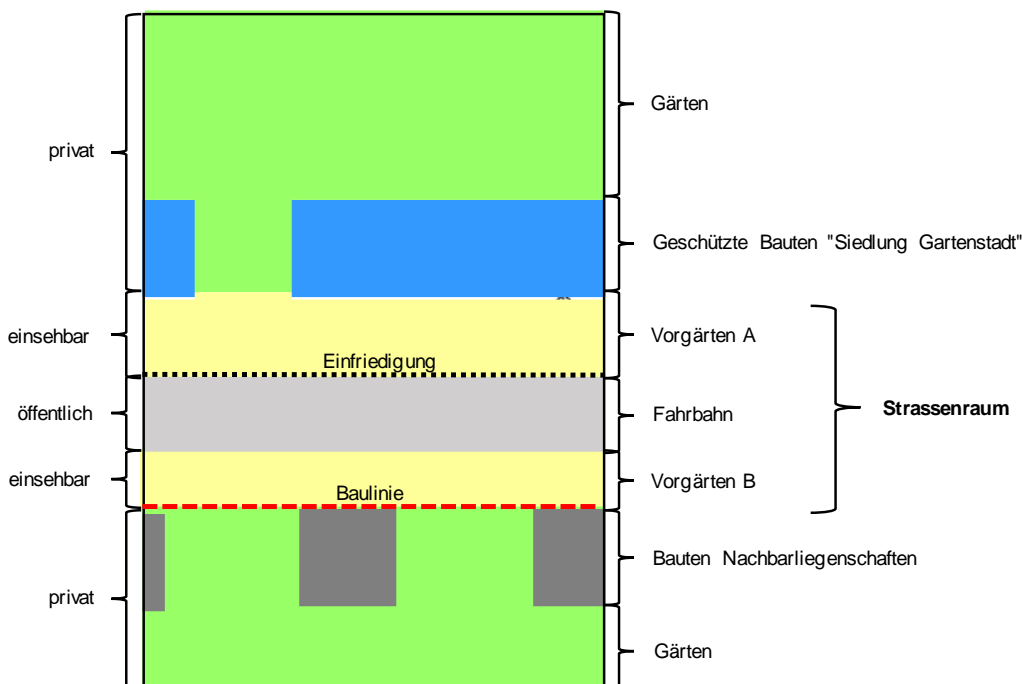 Gärten
privat
Geschützte Bauten "Siedlung Gartenstadt"
einsehbar
Vorgärten A
Einfriedigung
öffentlich
Fahrbahn
Strassenraum
einsehbar
Vorgärten B
Baulinie
Bauten Nachbarliegenschaften
privat
Gärten